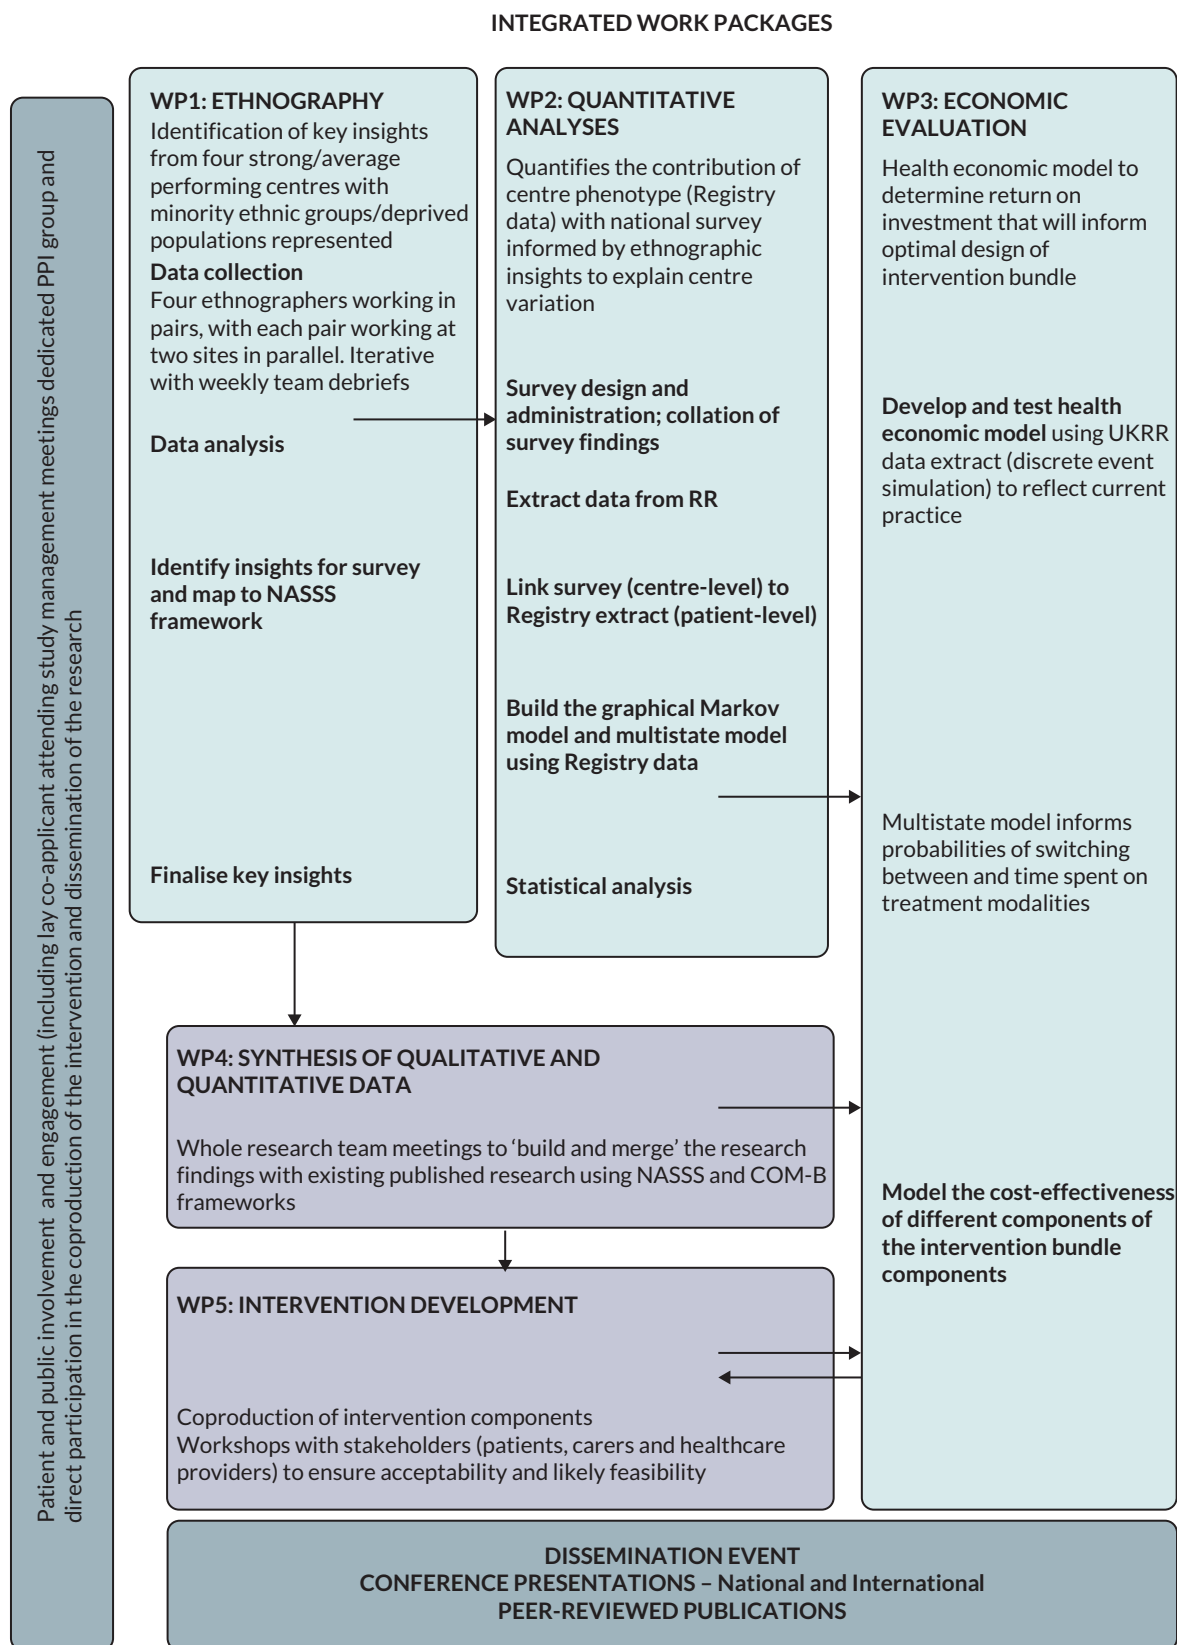 INTEGRATED WORK PACKAGES
Patient and public involvement and engagement (including lay co-applicant attending study management meetings dedicated PPI group and
direct participation in the coproduction of the intervention and dissemination of the research
WP1: ETHNOGRAPHY
Identification of key insights
from four strong/average
performing centres with
minority ethnic groups/deprived
populations represented
Data collection
Four ethnographers working in
pairs, with each pair working at
two sites in parallel. Iterative
with weekly team debriefs
Data analysis
Identify insights for survey
and map to NASSS
framework
Finalise key insights
WP2: QUANTITATIVE
ANALYSES
Quantifies the contribution of
centre phenotype (Registry
data) with national survey
informed by ethnographic
insights to explain centre
variation
Survey design and
administration; collation of
survey findings
Extract data from RR
Link survey (centre-level) to
Registry extract (patient-level)
Build the graphical Markov
model and multistate model
using Registry data
Statistical analysis
WP3: ECONOMIC
EVALUATION
Health economic model to
determine return on
investment that will inform
optimal design of
intervention bundle
Develop and test health
economic model using UKRR
data extract (discrete event
simulation) to reflect current
practice
Multistate model informs
probabilities of switching
between and time spent on
treatment modalities
Model the cost-effectiveness
of different components of
the intervention bundle
components
WP4: SYNTHESIS OF QUALITATIVE AND
QUANTITATIVE DATA
Whole research team meetings to ‘build and merge’ the research
findings with existing published research using NASSS and COM-B
frameworks
WP5: INTERVENTION DEVELOPMENT
Coproduction of intervention components
Workshops with stakeholders (patients, carers and healthcare
providers) to ensure acceptability and likely feasibility
DISSEMINATION EVENT
CONFERENCE PRESENTATIONS – National and International
PEER-REVIEWED PUBLICATIONS